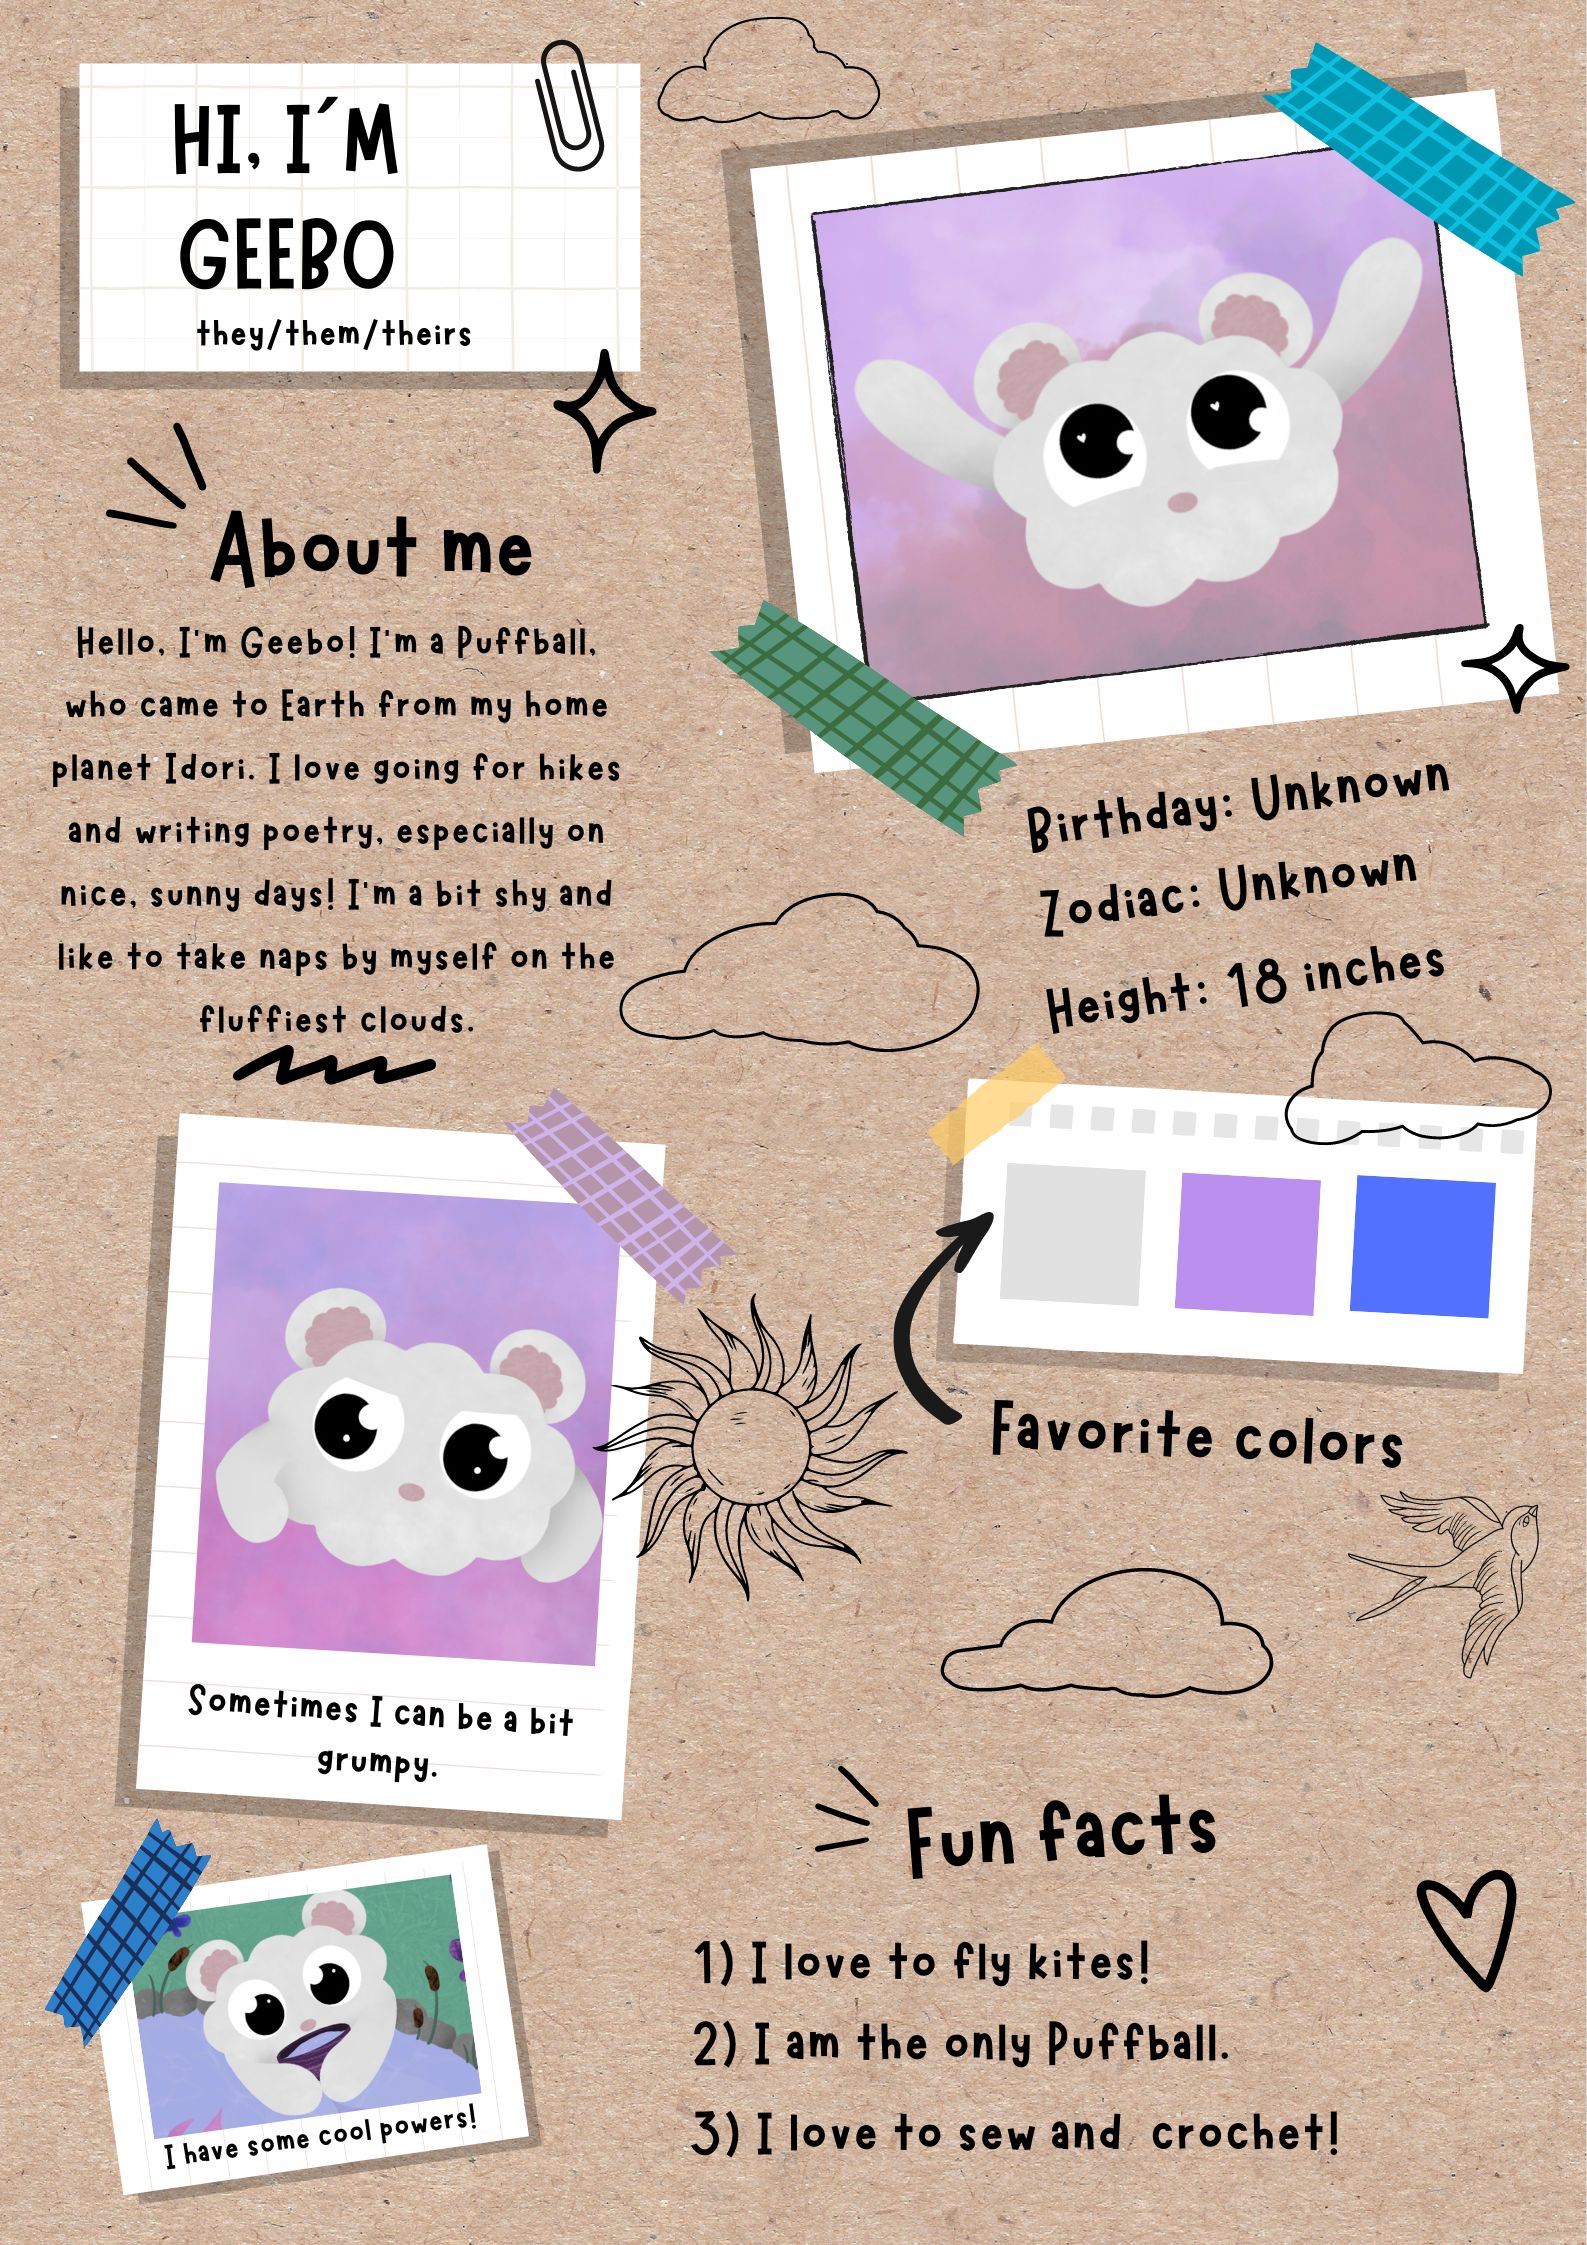 HI, I´M
GEEBO
they/them/theirs
About me
Hello, I'm Geebo! I'm a Puffball,
who came to Earth from my home
planet Idori. I love going for hikes
and writing poetry, especially on
nice, sunny days! I'm a bit shy and
like to take naps by myself on the
fluffiest clouds.
Birthday: Unknown
Zodiac: Unknown
Height: 18 inches
Favorite colors
Sometimes I can be a bit
grumpy.
I have some cool powers!
Fun facts
1) I love to fly kites!
2) I am the only Puffball.
3) I love to sew and crochet!